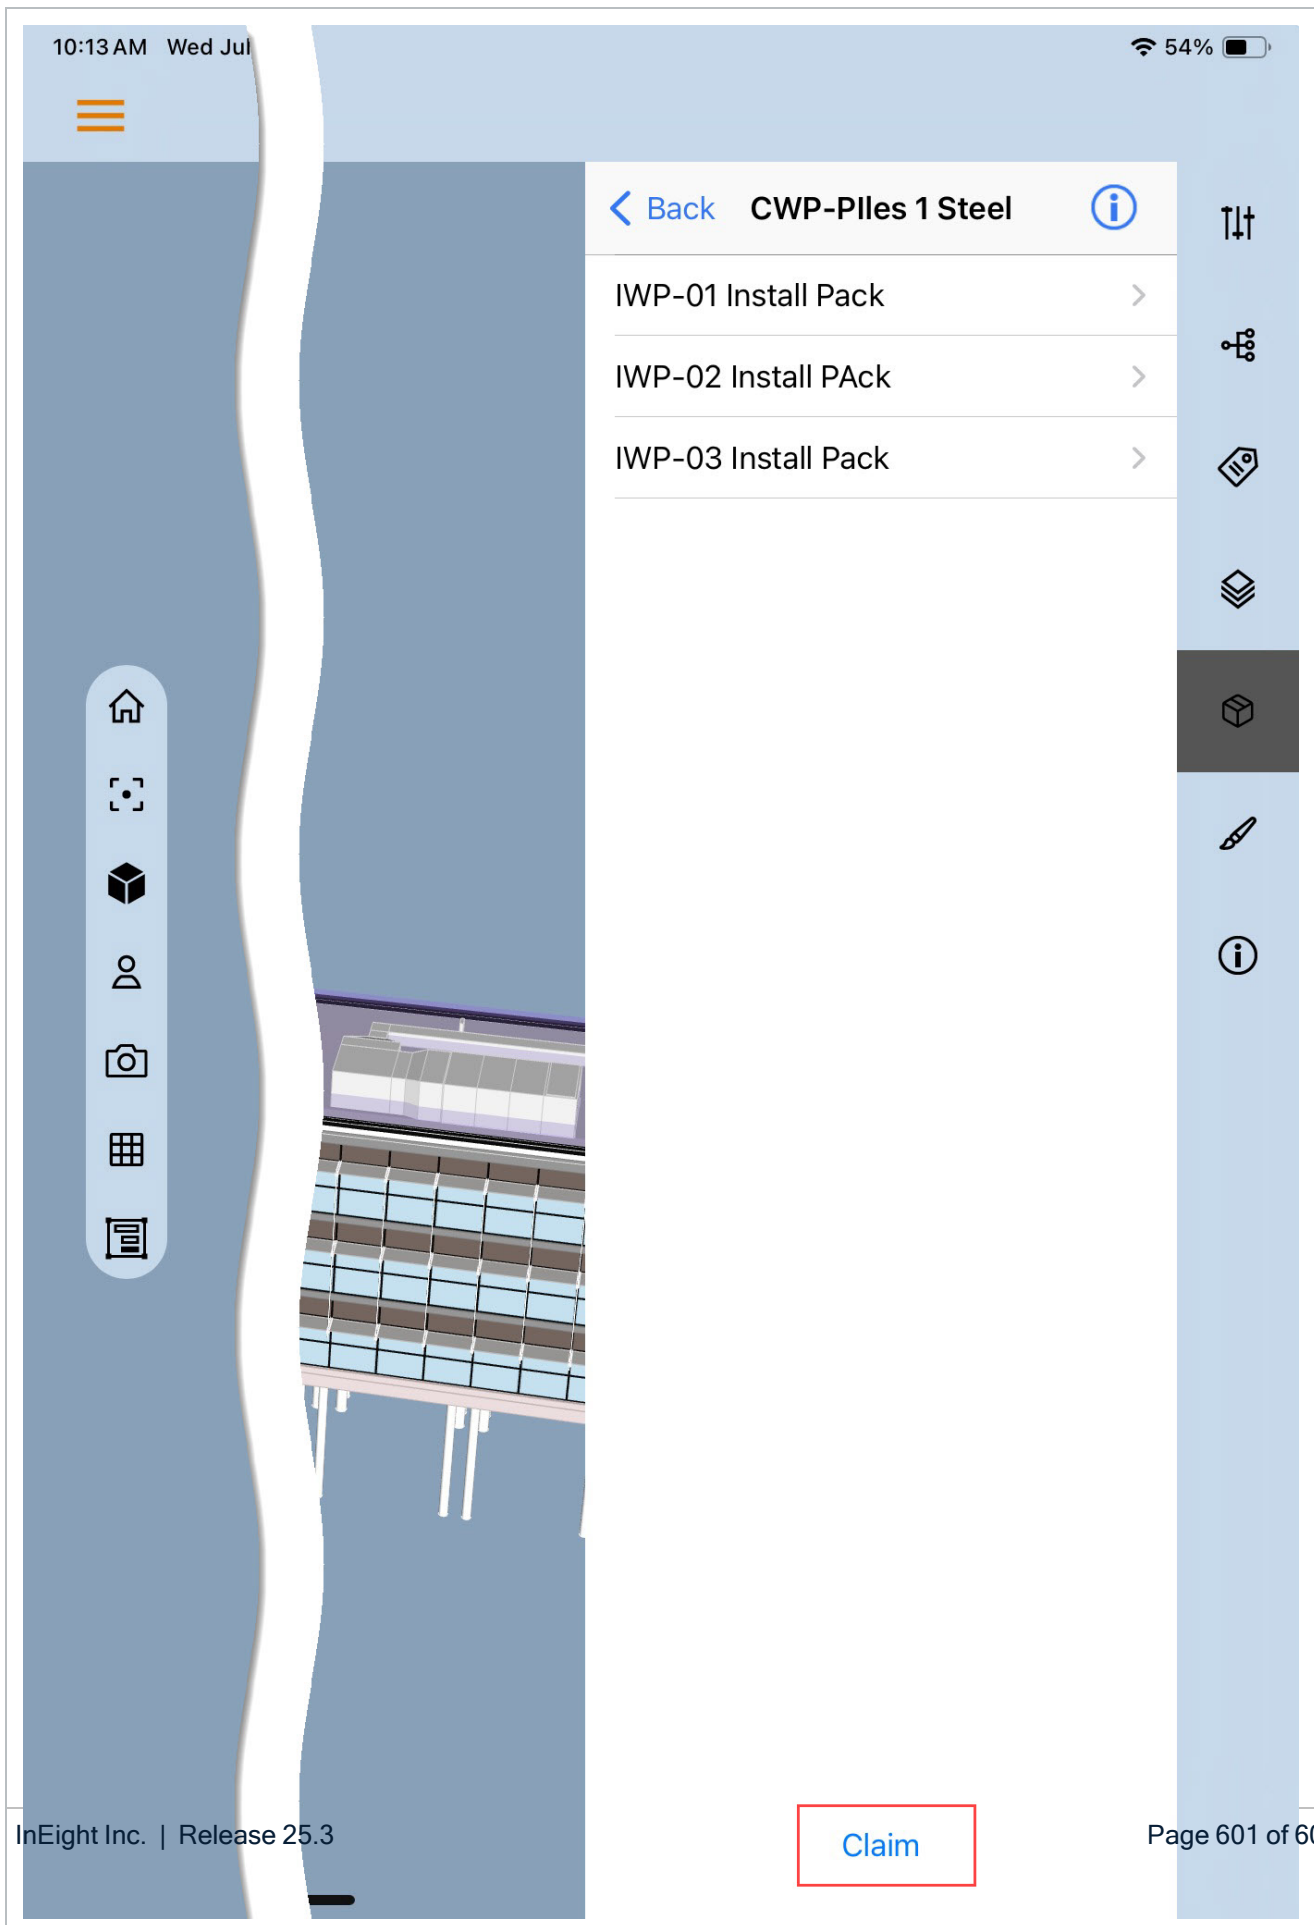 10:13 AM Wed Jul
54%
Back CWP-PIles 1 Steel
IWP-01 Install Pack
IWP-02 Install PAck
IWP-03 Install Pack
Claim
InEight Inc. | Release 25.3
Page 601 of 60